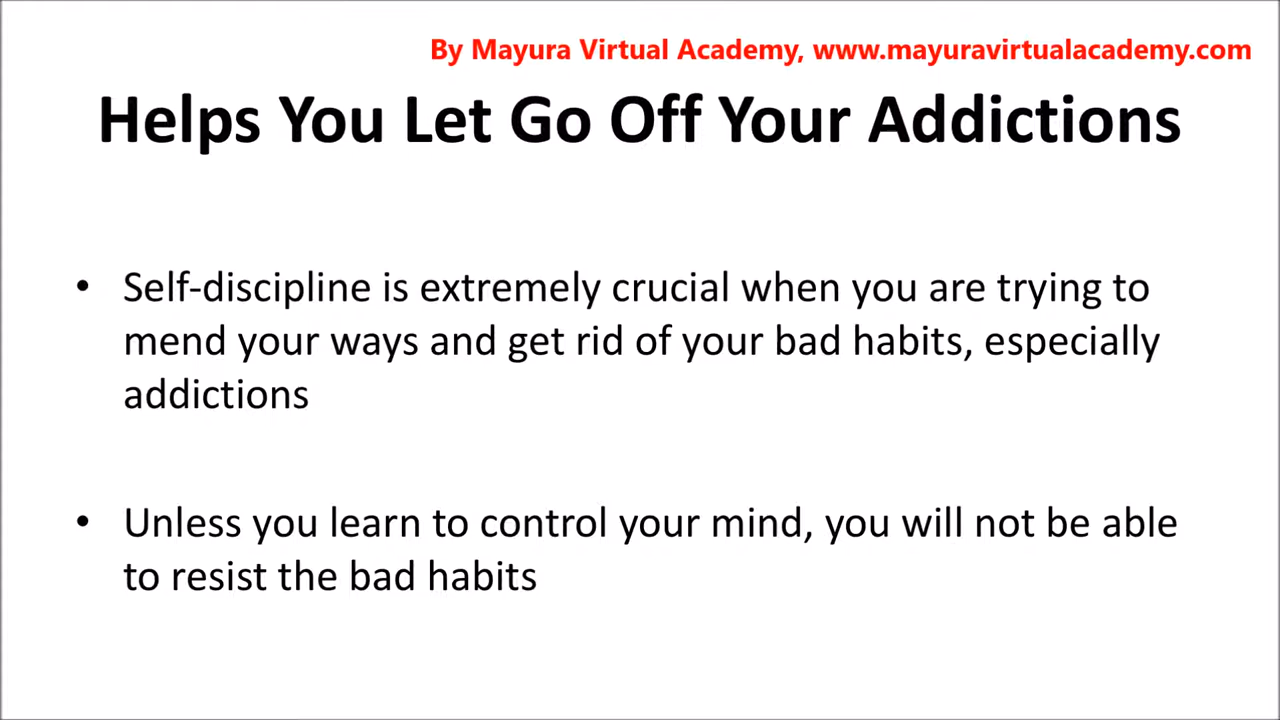 By Mayura Virtual Academy, www.mayuravirtualacademy.com
Helps You Let Go Off Your Addictions
• Self-discipline is extremely crucial when you are trying to
mend your ways and get rid of your bad habits, especially
addictions
• Unless you learn to control your mind, you will not be able
to resist the bad habits